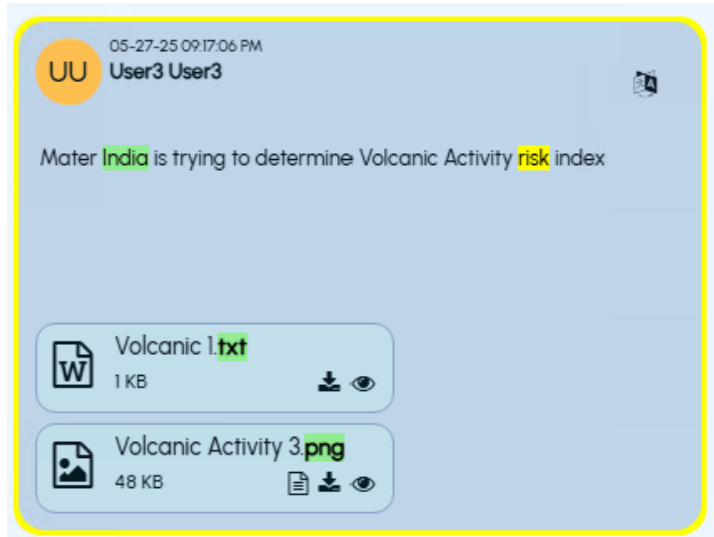 05-27-25 09:17:06 PM
UU
User3 User3
Mater India is trying to determine Volcanic Activity risk index
Volcanic 1.txt
1 KB
Volcanic Activity 3.png
48 KB